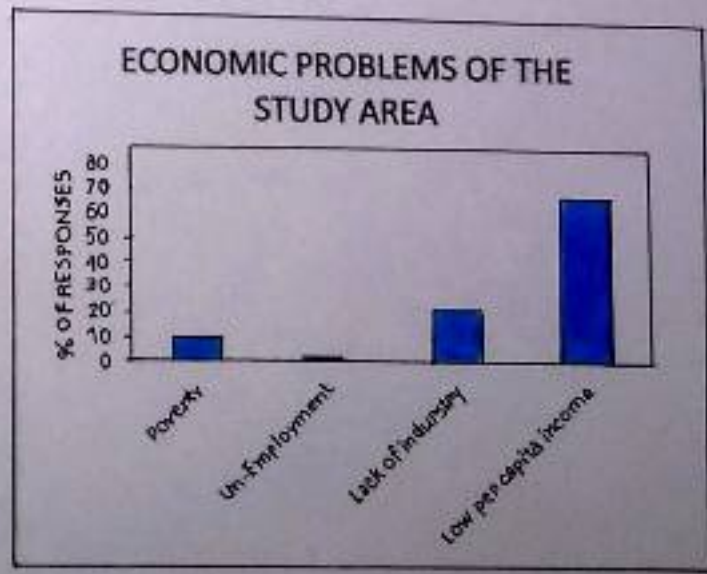 ECONOMIC PROBLEMS OF THE
STUDY AREA
% OF RESPONSES
80
70
60
50
40
30
20
10
0
Poverty
Un-Employment
Lack of industry
Low per capita income